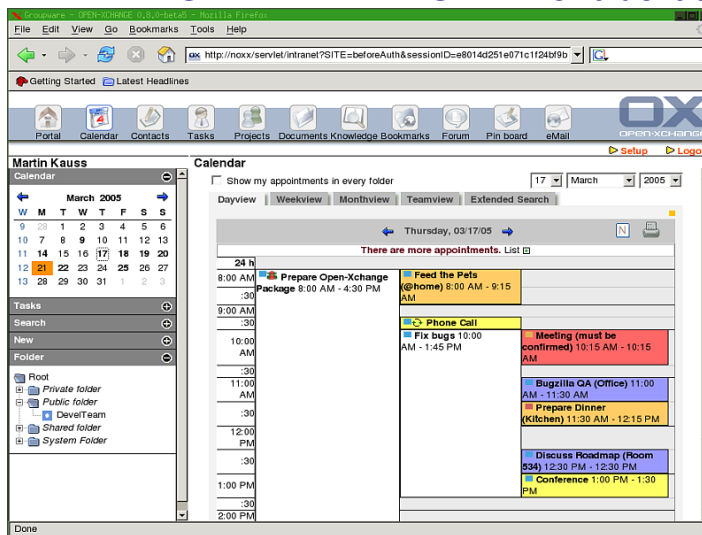 Groupware - OPEN-XCHANGE 0.8.0-beta5 - Mozilla Firefox
File Edit View Go Bookmarks Tools Help
http://noxx/servlet/intranet?SITE=beforeAuth&sessionID=e8014d251e071c1f24bf9b
Getting Started Latest Headlines
Portal Calendar Contacts Tasks Projects Documents Knowledge Bookmarks Forum Pin board eMail
OX
OPEN-XCHANGE
Setup Logo
Martin Kauss
Calendar
Calendar
Show my appointments in every folder
17 March 2005
March 2005
W M T W T F S S
9 28 1 2 3 4 5 6
10 7 8 9 10 11 12 13
11 14 15 16 17 18 19 20
12 21 22 23 24 25 26 27
13 28 29 30 31 1 2 3
Tasks
Search
New
Folder
Root
Private folder
Public folder
DevelTeam
Shared folder
System Folder
Dayview Weekview Monthview Teamview Extended Search
Thursday, 03/17/05
N
There are more appointments. List
24 h
8:00 AM
:30
9:00 AM
:30
10:00
AM
:30
11:00
AM
:30
12:00
PM
:30
1:00 PM
:30
2:00 PM
Prepare Open-Xchange
Package 8:00 AM - 4:30 PM
Feed the Pets
(@home) 8:00 AM - 9:15
AM
Phone Call
Fix bugs 10:00
AM - 1:45 PM
Meeting (must be
confirmed) 10:15 AM - 10:15
AM
Bugzilla QA (Office) 11:00
AM - 11:30 AM
Prepare Dinner
(Kitchen) 11:30 AM - 12:15 PM
Discuss Roadmap (Room
534) 12:30 PM - 12:30 PM
Conference 1:00 PM - 1:30
PM
Done